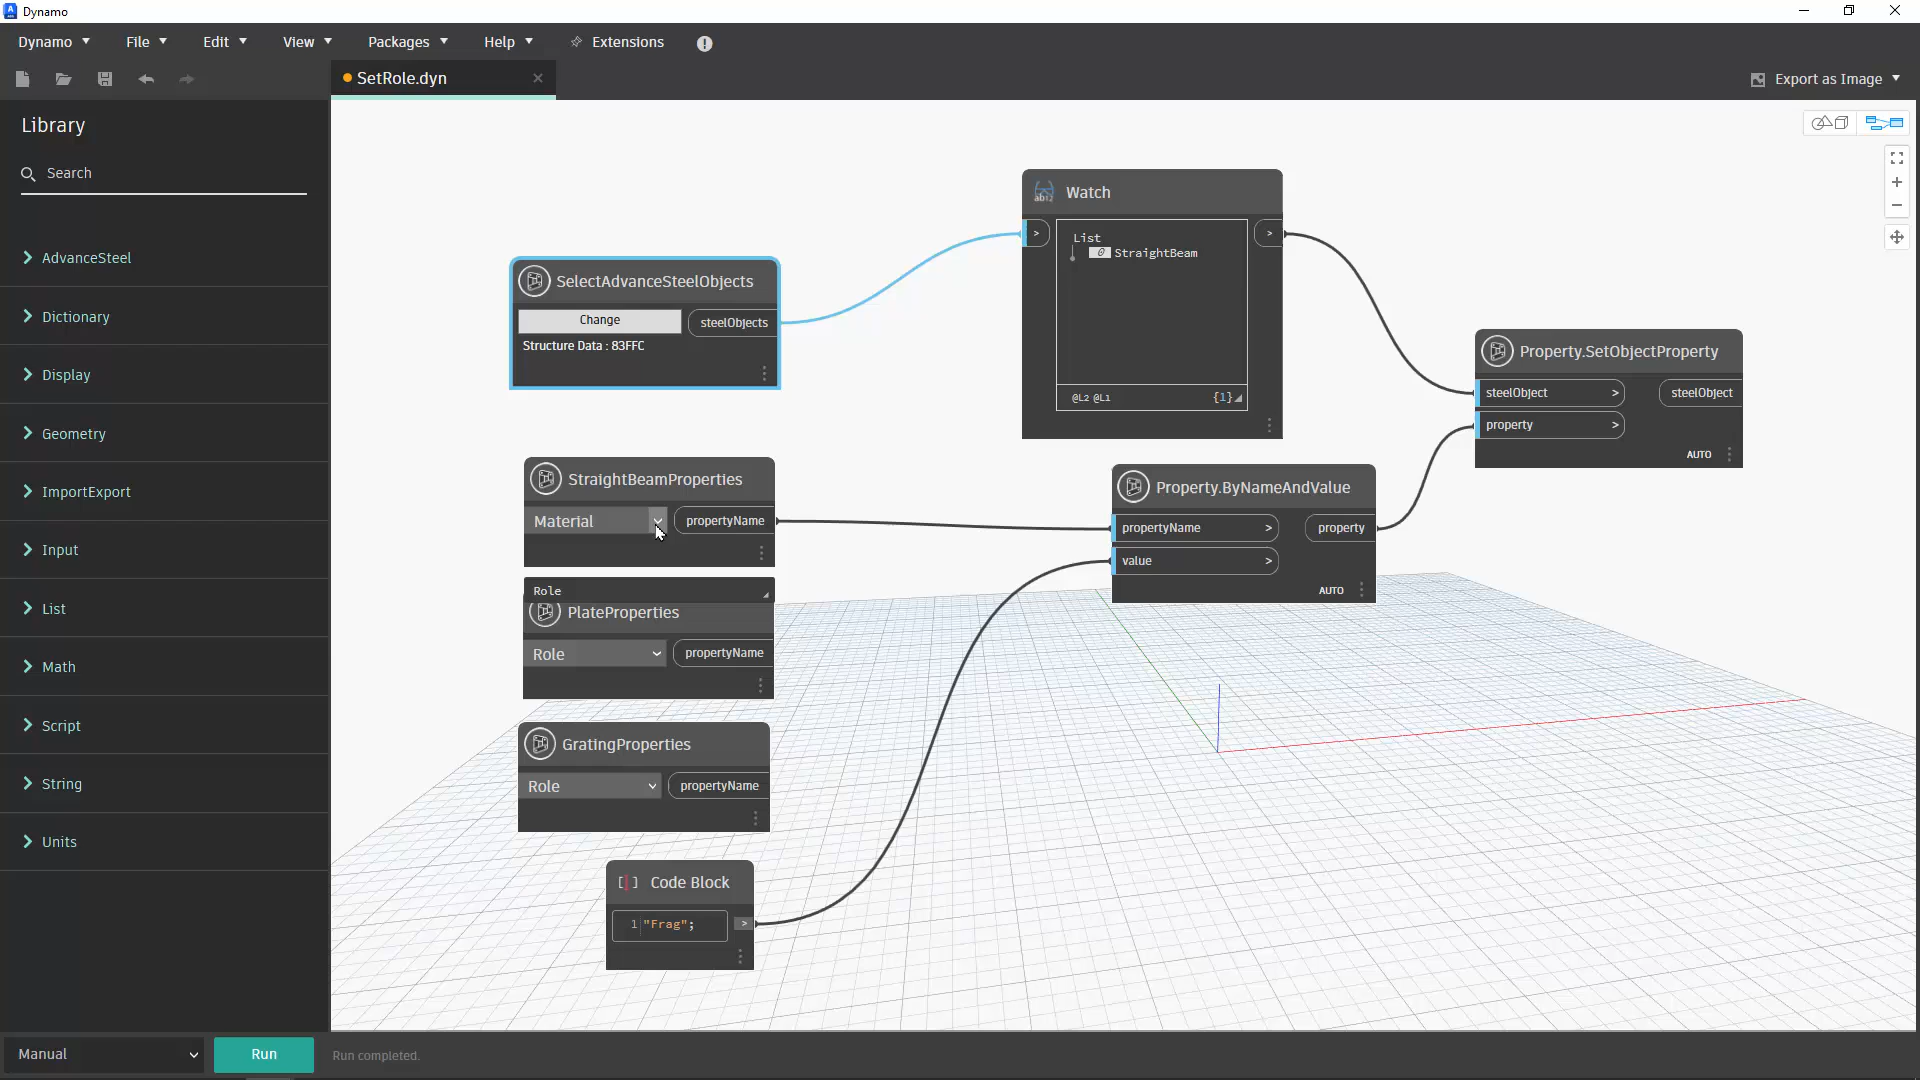 Dynamo
Dynamo File Edit View Packages Help Extensions
SetRole.dyn
Export as Image
Library
Search
AdvanceSteel
Dictionary
Display
Geometry
ImportExport
Input
List
Math
Script
String
Units
SelectAdvanceSteelObjects
Change
steelObjects
Structure Data : 83FFC
Watch
>
>
List
0 StraightBeam
@L2 @L1 {1}
Property.SetObjectProperty
steelObject >
steelObject
property >
AUTO
StraightBeamProperties
Material
propertyName
Role
PlateProperties
Role
propertyName
GratingProperties
Role
propertyName
Property.ByNameAndValue
propertyName >
property
value >
AUTO
Code Block
1 "Frag";
>
Manual
Run
Run completed.